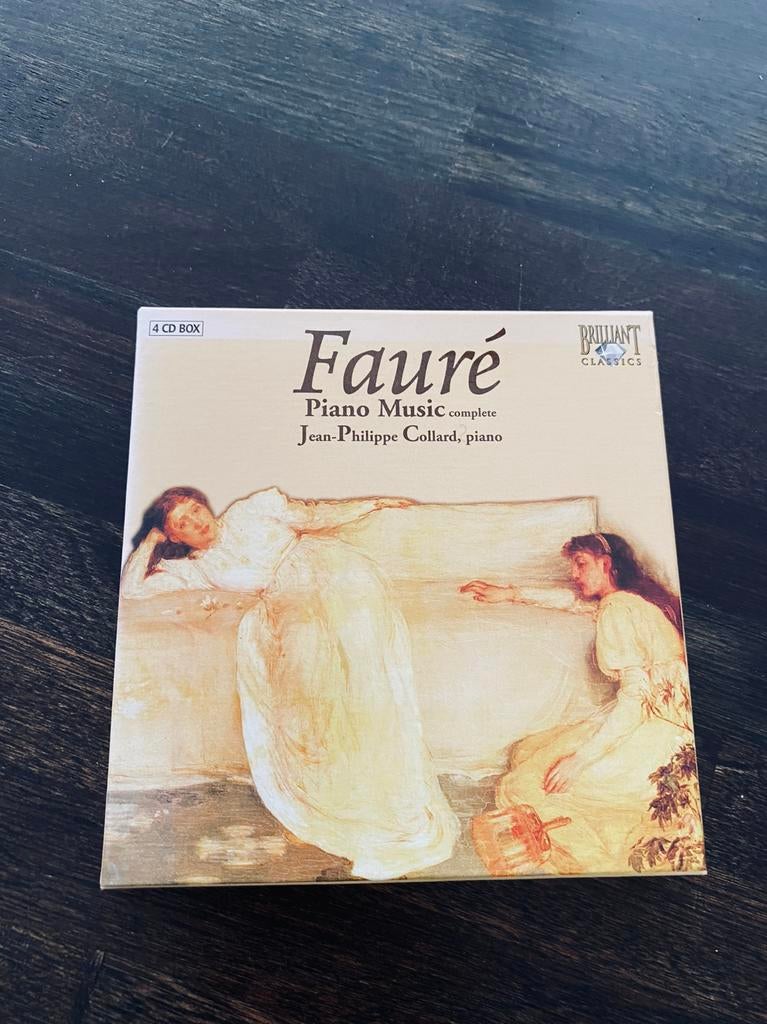 4 CD BOX
Fauré
BRILLIANT
CLASSICS
Piano Music complete
Jean-Philippe Collard, piano